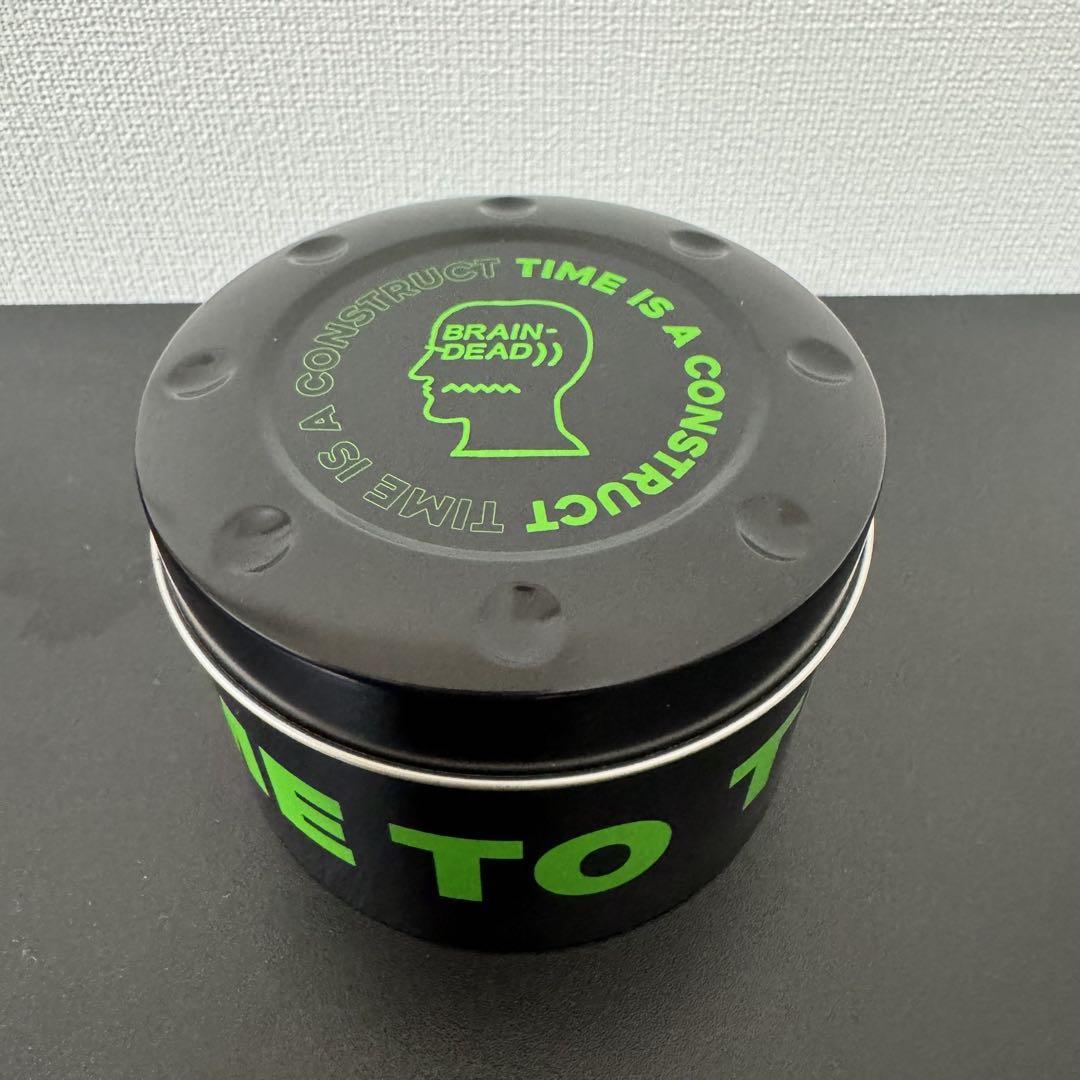 TIME IS A CONSTRUCT
TIME IS A CONSTRUCT
BRAIN-
DEAD))
TO